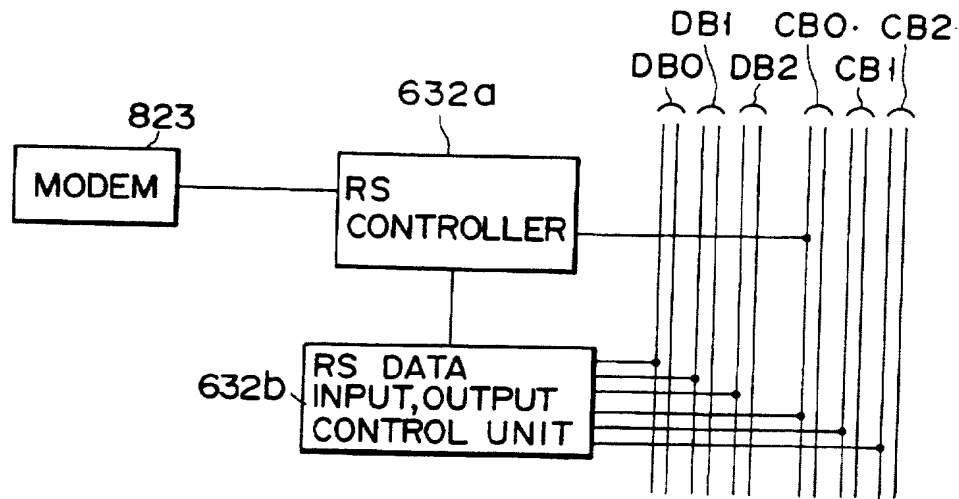 DB1 CB0. CB2
DB0 DB2 CB1
632a
823
MODEM
RS
CONTROLLER
632b
RS DATA
INPUT, OUTPUT
CONTROL UNIT